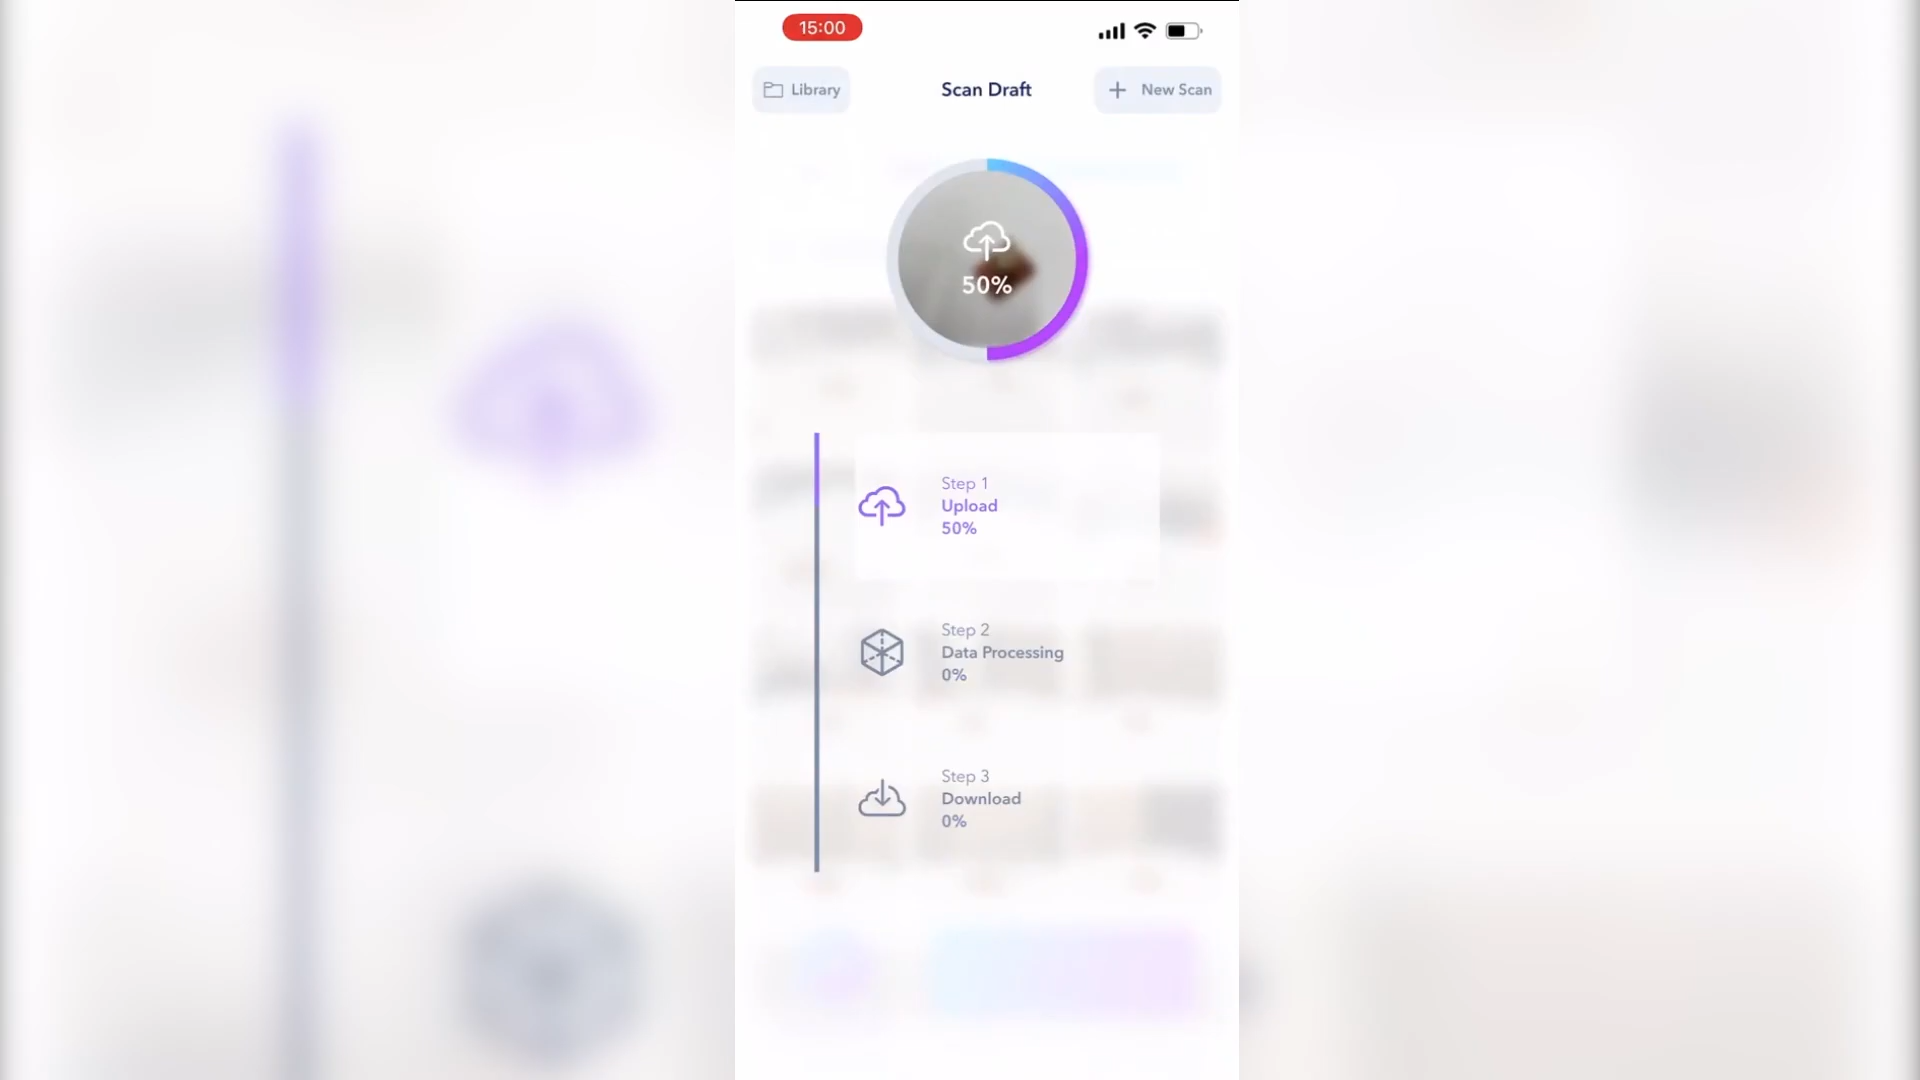 15:00
Library
Scan Draft
New Scan
50%
Step 1
Upload
50%
Step 2
Data Processing
0%
Step 3
Download
0%